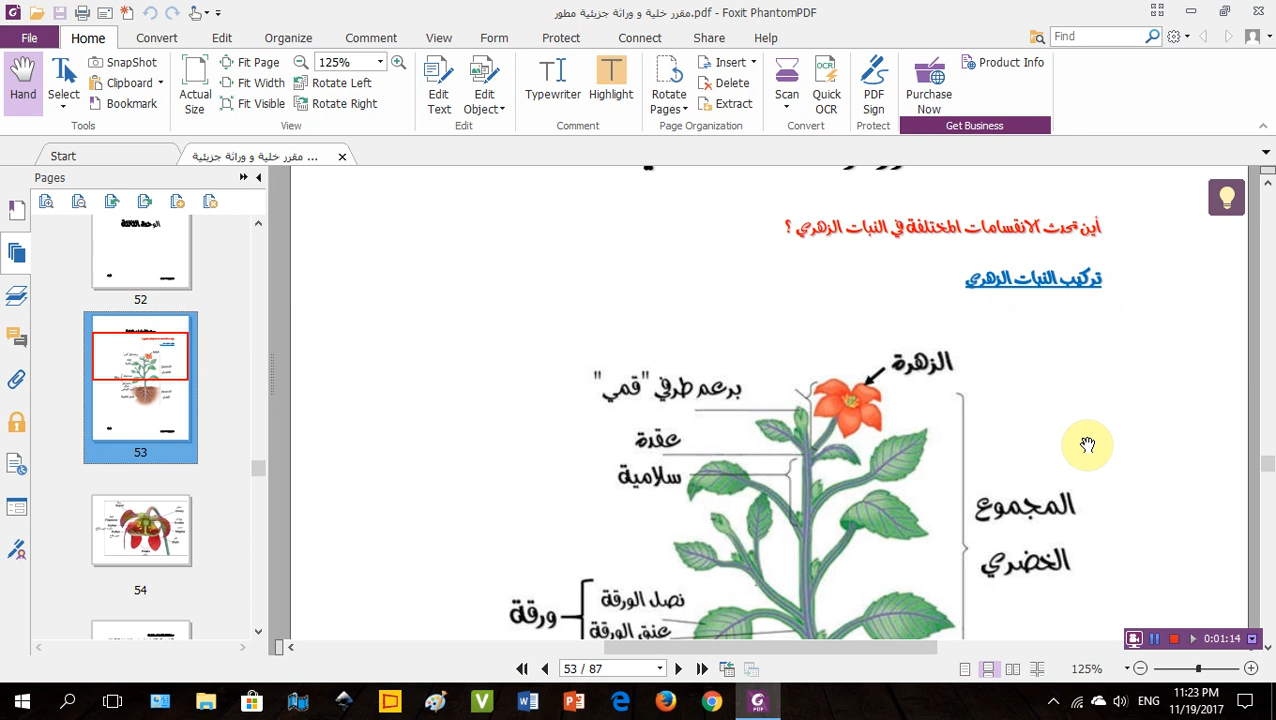 مقرر خلية و وراثة جزيئية مطور.pdf - Foxit PhantomPDF
File Home Convert Edit Organize Comment View Form Protect Connect Share Help
Find
Hand
Select
SnapShot
Clipboard
Bookmark
Tools
Actual Size
Fit Page
Fit Width
Fit Visible
125%
Rotate Left
Rotate Right
View
Edit Text
Edit Object
Edit
Typewriter
Highlight
Comment
Rotate Pages
Insert
Delete
Extract
Page Organization
Scan
Quick OCR
Convert
PDF Sign
Protect
Purchase Now
Product Info
Get Business
Start
مقرر خلية و وراثة جزيئية ...
Pages
الوحدة الثالثة
52
53
54
أين تحدث الانقسامات المختلفة في النبات الزهري ؟
تركيب النبات الزهري
الزهرة
برعم طرفي "قمي"
عقدة
سلامية
المجموع
الخضري
نصل الورقة
ورقة
عنق الورقة
0:01:14
53 / 87
125%
ENG
11:23 PM
11/19/2017